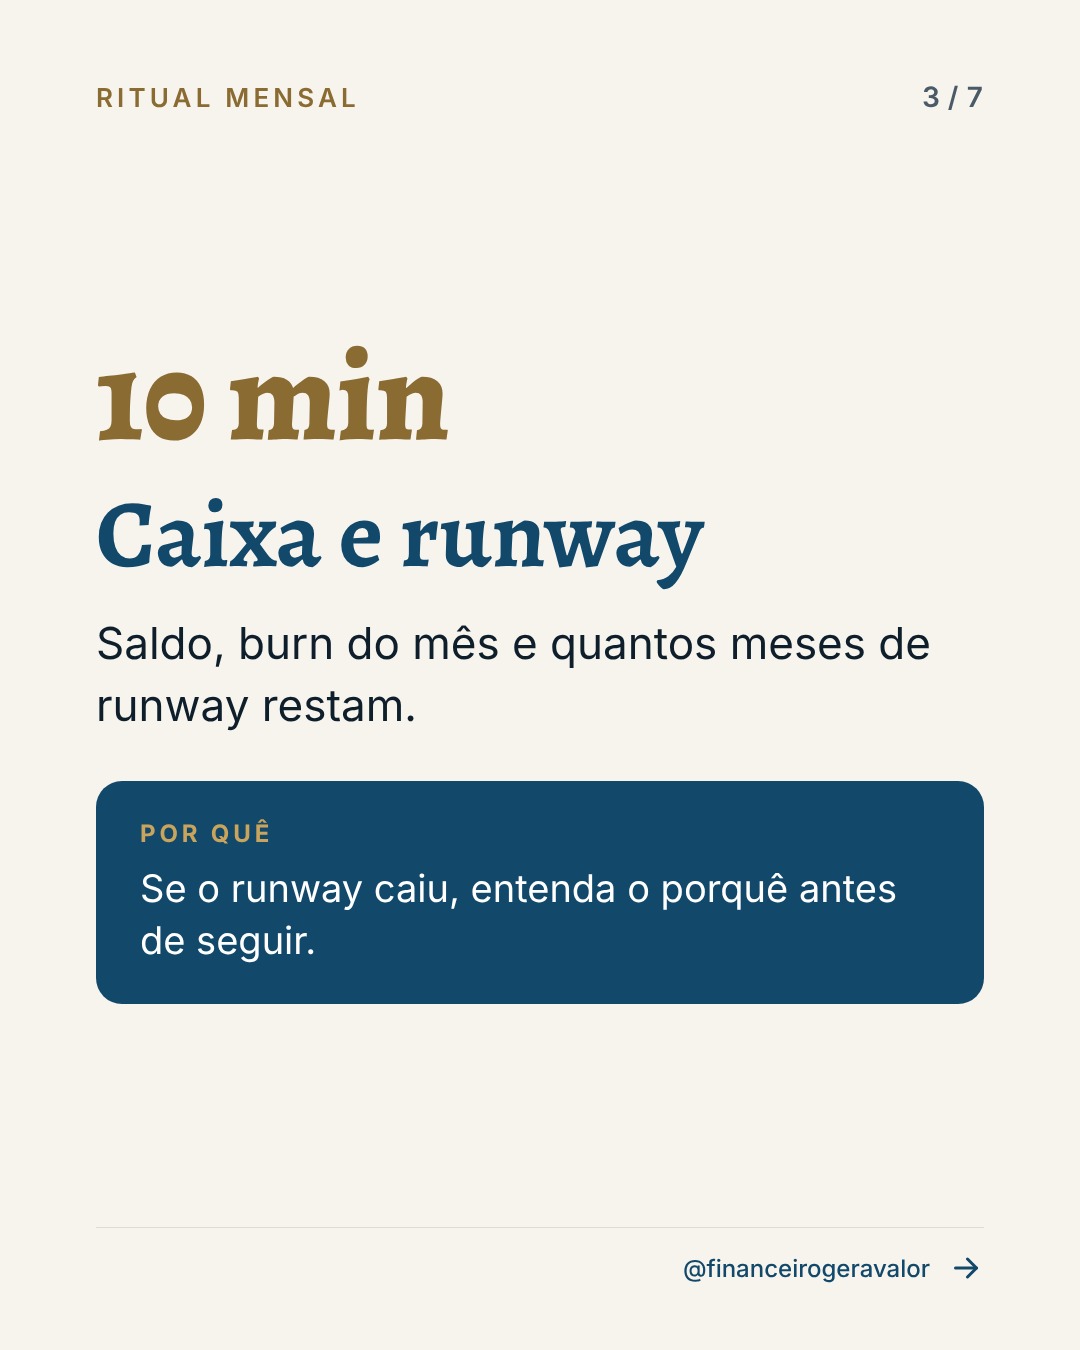 RITUAL MENSAL
3 / 7
10 min
Caixa e runway
Saldo, burn do mês e quantos meses de
runway restam.
POR QUÊ
Se o runway caiu, entenda o porquê antes
de seguir.
@financeirogeravalor →